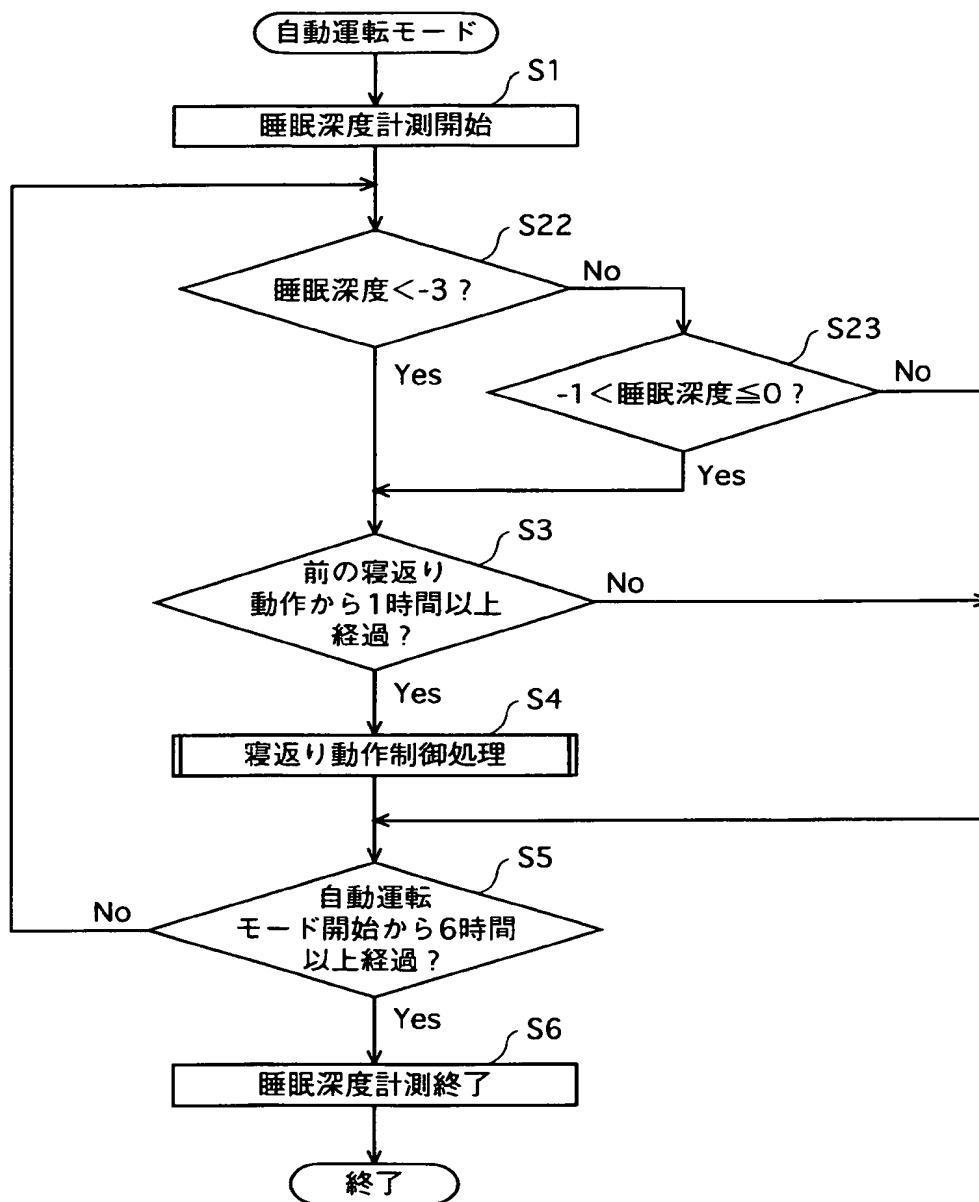 自動運転モード
S1
睡眠深度計測開始
S22
睡眠深度<-3?
No
Yes
S23
-1<睡眠深度≦0?
No
Yes
S3
前の寝返り
動作から1時間以上
経過?
No
Yes
S4
寝返り動作制御処理
S5
自動運転
モード開始から6時間
以上経過?
No
Yes
S6
睡眠深度計測終了
終了